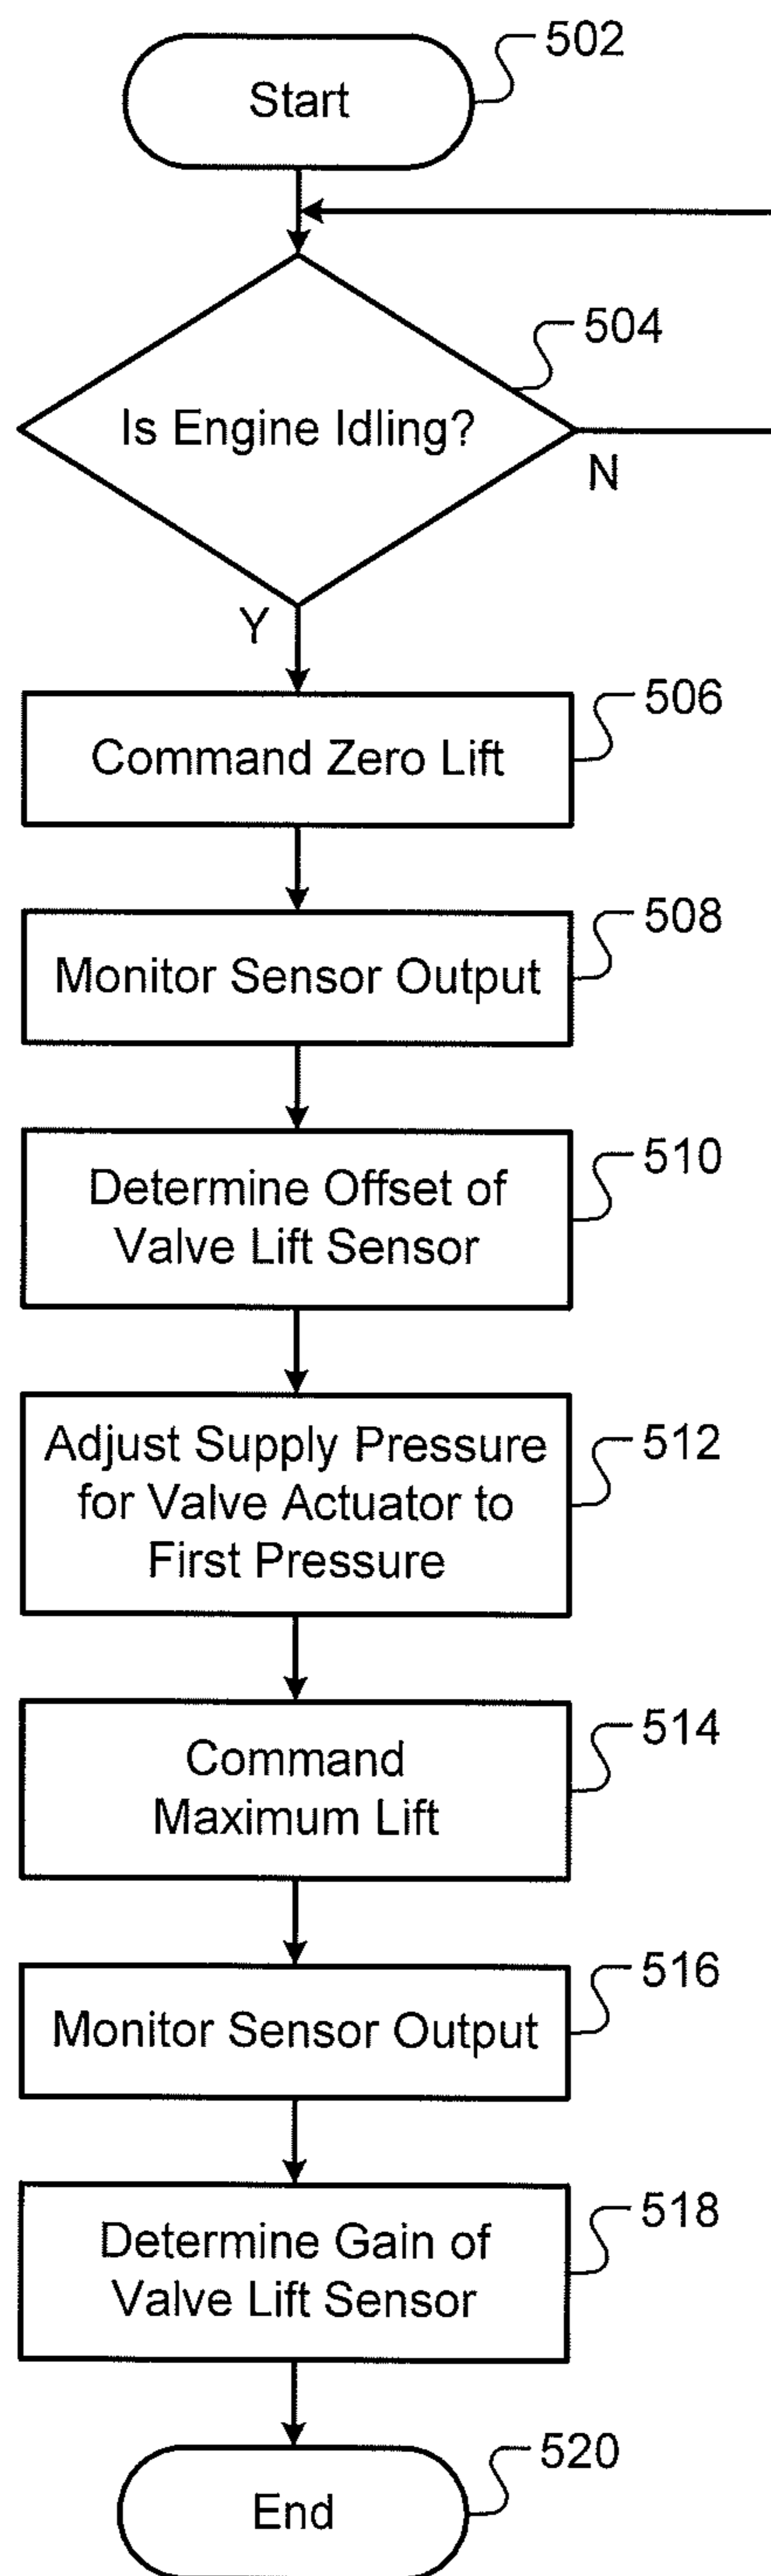 Start
502
Is Engine Idling?
504
N
Y
Command Zero Lift
506
Monitor Sensor Output
508
Determine Offset of
Valve Lift Sensor
510
Adjust Supply Pressure
for Valve Actuator to
First Pressure
512
Command
Maximum Lift
514
Monitor Sensor Output
516
Determine Gain of
Valve Lift Sensor
518
End
520